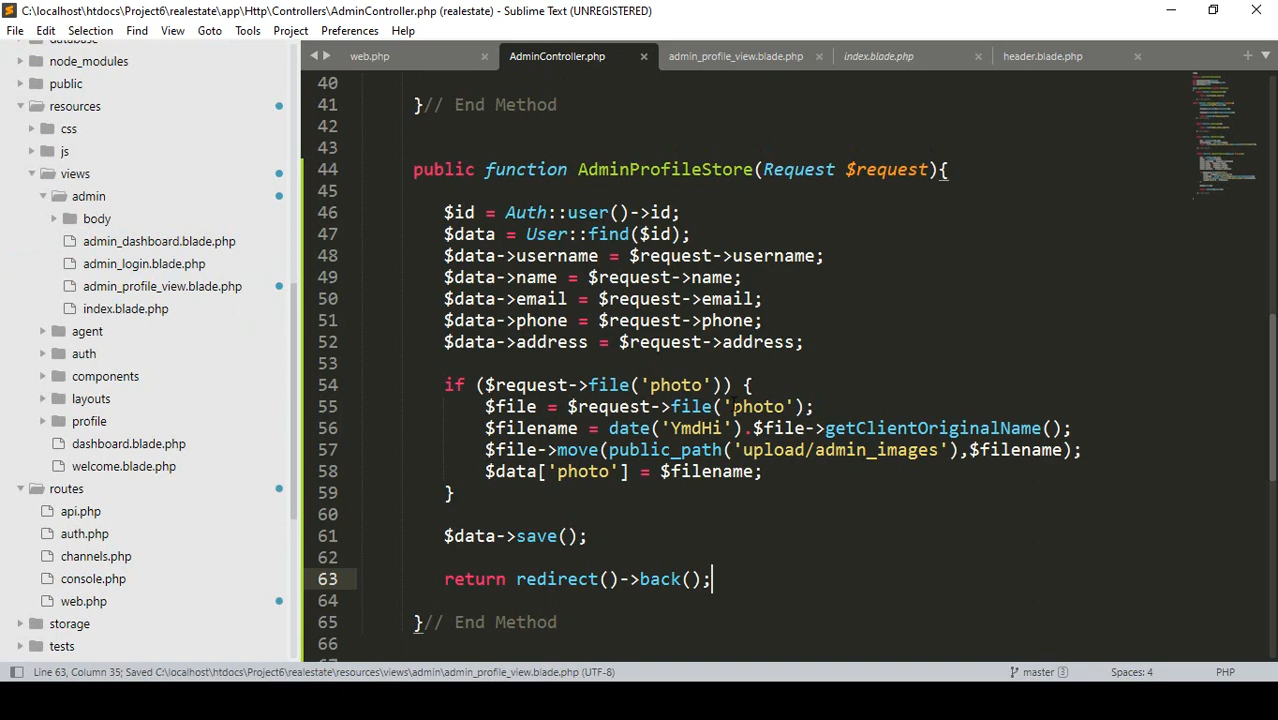 C:\localhost\htdocs\Project6\realestate\app\Http\Controllers\AdminController.php (realestate) - Sublime Text (UNREGISTERED)
File Edit Selection Find View Goto Tools Project Preferences Help
web.php AdminController.php admin_profile_view.blade.php index.blade.php header.blade.php
node_modules
public
resources
css
js
views
admin
body
admin_dashboard.blade.php
admin_login.blade.php
admin_profile_view.blade.php
index.blade.php
agent
auth
components
layouts
profile
dashboard.blade.php
welcome.blade.php
routes
api.php
auth.php
channels.php
console.php
web.php
storage
tests
40
41 }// End Method
42
43
44 public function AdminProfileStore(Request $request){
45
46 $id = Auth::user()->id;
47 $data = User::find($id);
48 $data->username = $request->username;
49 $data->name = $request->name;
50 $data->email = $request->email;
51 $data->phone = $request->phone;
52 $data->address = $request->address;
53
54 if ($request->file('photo')) {
55 $file = $request->file('photo');
56 $filename = date('YmdHi').$file->getClientOriginalName();
57 $file->move(public_path('upload/admin_images'),$filename);
58 $data['photo'] = $filename;
59 }
60
61 $data->save();
62
63 return redirect()->back();
64
65 }// End Method
66
Line 63, Column 35; Saved C:\localhost\htdocs\Project6\realestate\resources\views\admin\admin_profile_view.blade.php (UTF-8) master 3 Spaces: 4 PHP